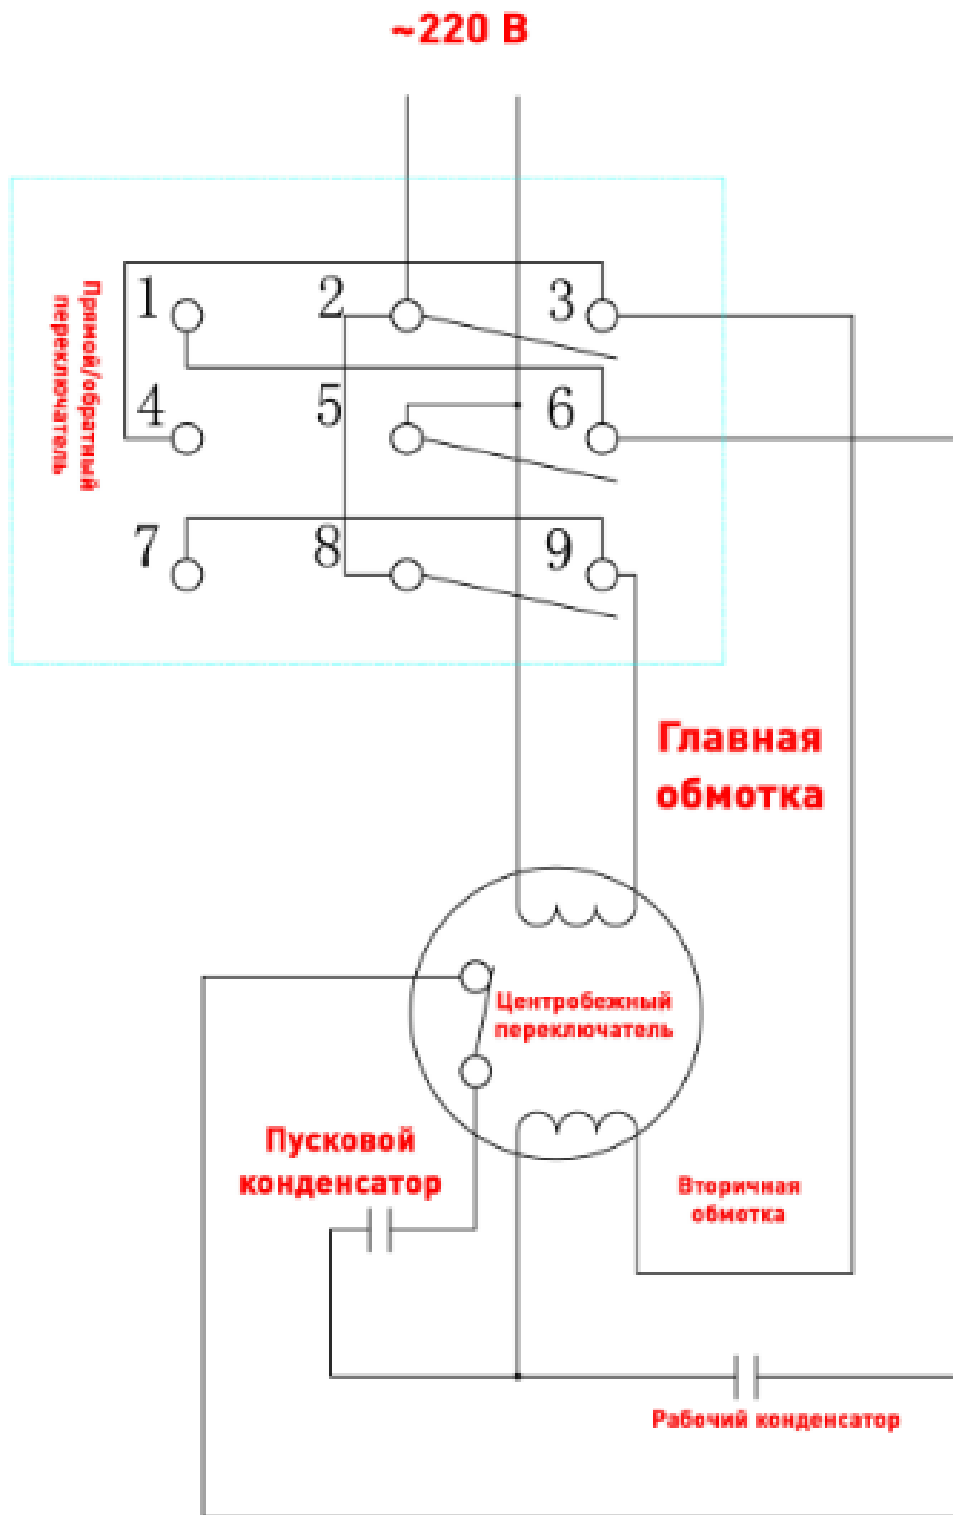 ~220 В
Прямой/обратный
переключатель
1 2 3
4 5 6
7 8 9
Главная
обмотка
Центробежный
переключатель
Пусковой
конденсатор
Вторичная
обмотка
Рабочий конденсатор